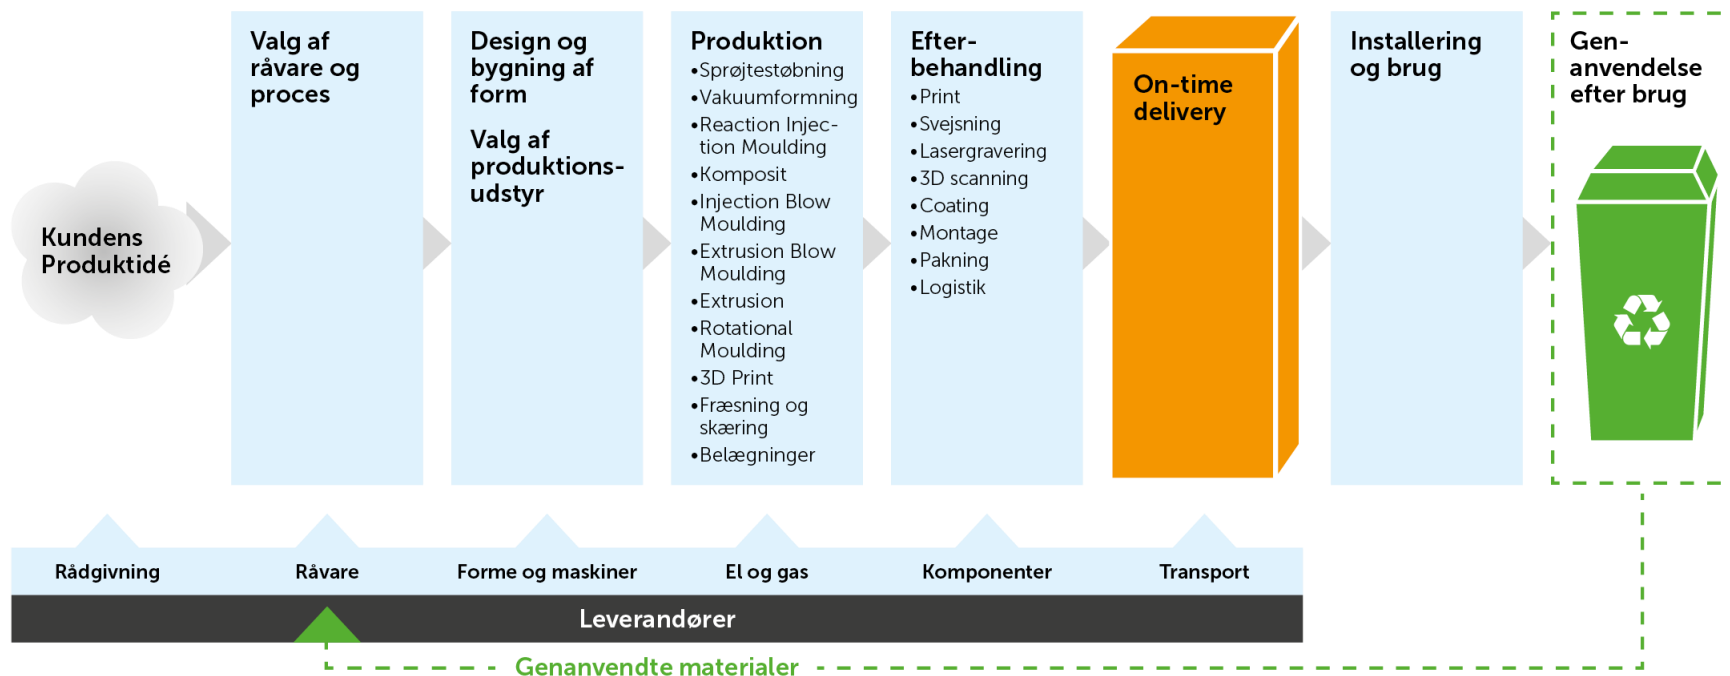 Kundens
Produktidé
Valg af
råvare og
proces
Design og
bygning af
form
Valg af
produktions-
udstyr
Produktion
•Sprøjtestøbning
•Vakuumformning
•Reaction Injec-
tion Moulding
•Komposit
•Injection Blow
Moulding
•Extrusion Blow
Moulding
•Extrusion
•Rotational
Moulding
•3D Print
•Fræsning og
skæring
•Belægninger
Efter-
behandling
•Print
•Svejsning
•Lasergravering
•3D scanning
•Coating
•Montage
•Pakning
•Logistik
On-time
delivery
Installering
og brug
Gen-
anvendelse
efter brug
Rådgivning
Råvare
Forme og maskiner
El og gas
Komponenter
Transport
Leverandører
Genanvendte materialer